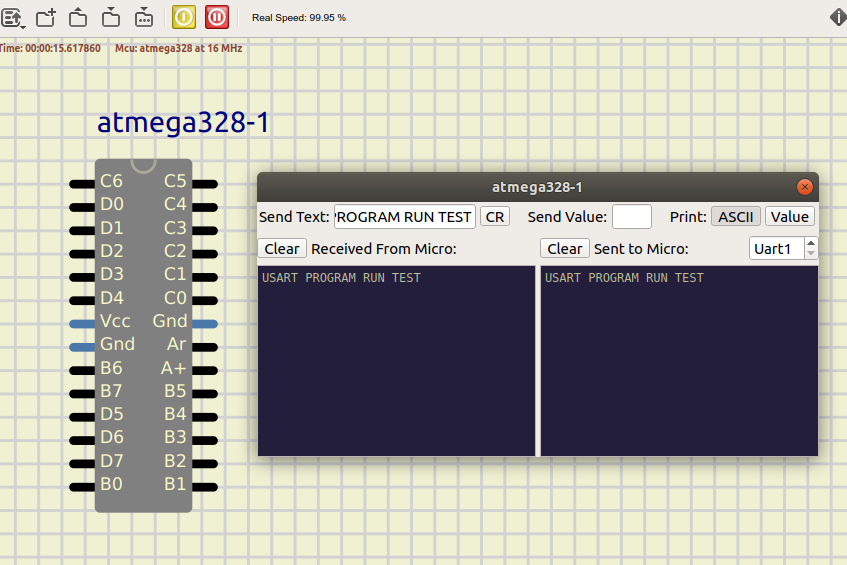 Real Speed: 99.95 %
Time: 00:00:15.617860 Mcu: atmega328 at 16 MHz
atmega328-1
C6 C5
D0 C4
D1 C3
D2 C2
D3 C1
D4 C0
Vcc Gnd
Gnd Ar
B6 A+
B7 B5
D5 B4
D6 B3
D7 B2
B0 B1
atmega328-1
Send Text: PROGRAM RUN TEST CR Send Value: Print: ASCII Value
Clear Received From Micro: Clear Sent to Micro: Uart1
USART PROGRAM RUN TEST USART PROGRAM RUN TEST